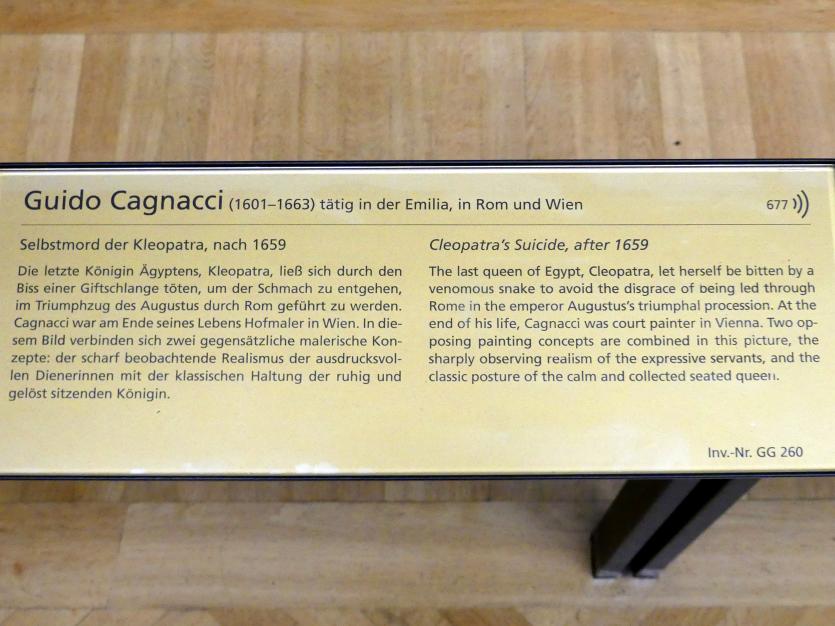 Guido Cagnacci (1601–1663) tätig in der Emilia, in Rom und Wien
677
Selbstmord der Kleopatra, nach 1659
Die letzte Königin Ägyptens, Kleopatra, ließ sich durch den
Biss einer Giftschlange töten, um der Schmach zu entgehen,
im Triumphzug des Augustus durch Rom geführt zu werden.
Cagnacci war am Ende seines Lebens Hofmaler in Wien. In die-
sem Bild verbinden sich zwei gegensätzliche malerische Kon-
zepte: der scharf beobachtende Realismus der ausdrucksvol-
len Dienerinnen mit der klassischen Haltung der ruhig und
gelöst sitzenden Königin.
Cleopatra's Suicide, after 1659
The last queen of Egypt, Cleopatra, let herself be bitten by a
venomous snake to avoid the disgrace of being led through
Rome in the emperor Augustus's triumphal procession. At the
end of his life, Cagnacci was court painter in Vienna. Two op-
posing painting concepts are combined in this picture, the
sharply observing realism of the expressive servants, and the
classic posture of the calm and collected seated queen.
Inv.-Nr. GG 260